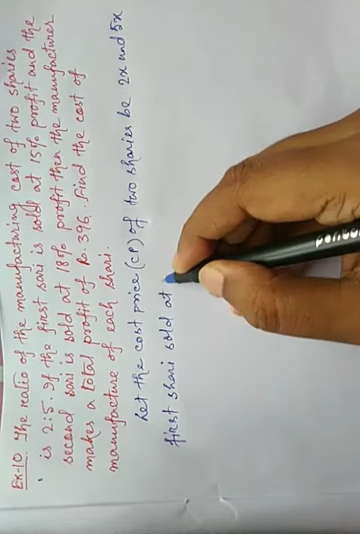 Ex-10 The ratio of the manufacturing cost of two sharies
is 2:5. If the first sari is sold at 15% profit and the
second sari is sold at 18% profit then the manufacturer
makes a total profit of Rs 396. Find the cost of
manufacture of each shari.
Let the cost price (CP) of two sharies be 2x and 5x
first shari sold at